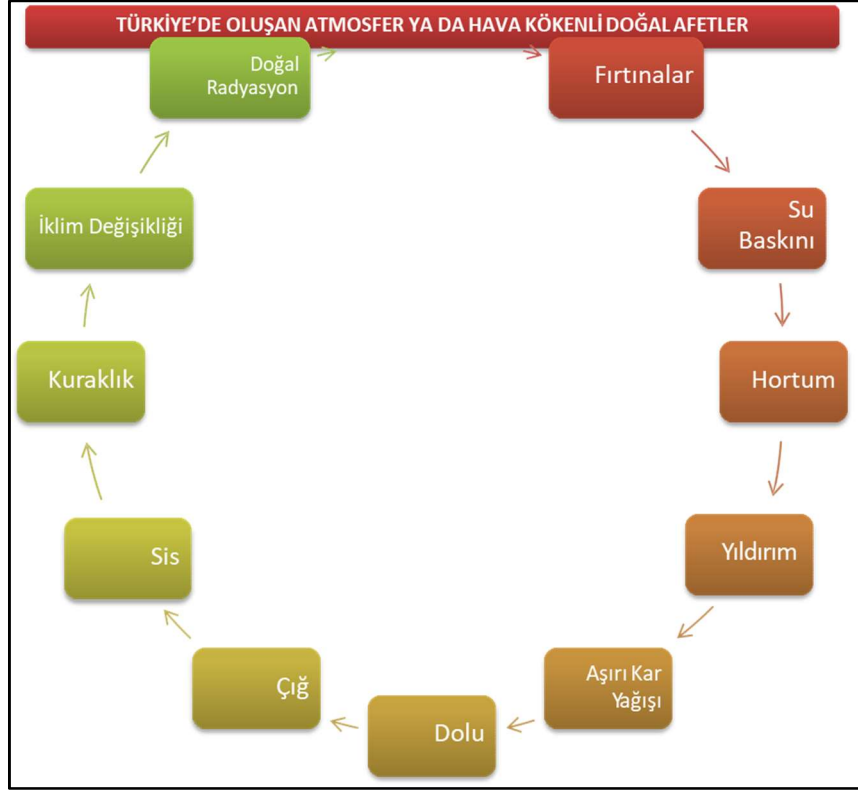 TÜRKİYE'DE OLUŞAN ATMOSFER YA DA HAVA KÖKENLİ DOĞAL AFETLER
Fırtınalar
Su
Baskını
Hortum
Yıldırım
Aşırı Kar
Yağışı
Dolu
Çığ
Sis
Kuraklık
İklim Değişikliği
Doğal
Radyasyon